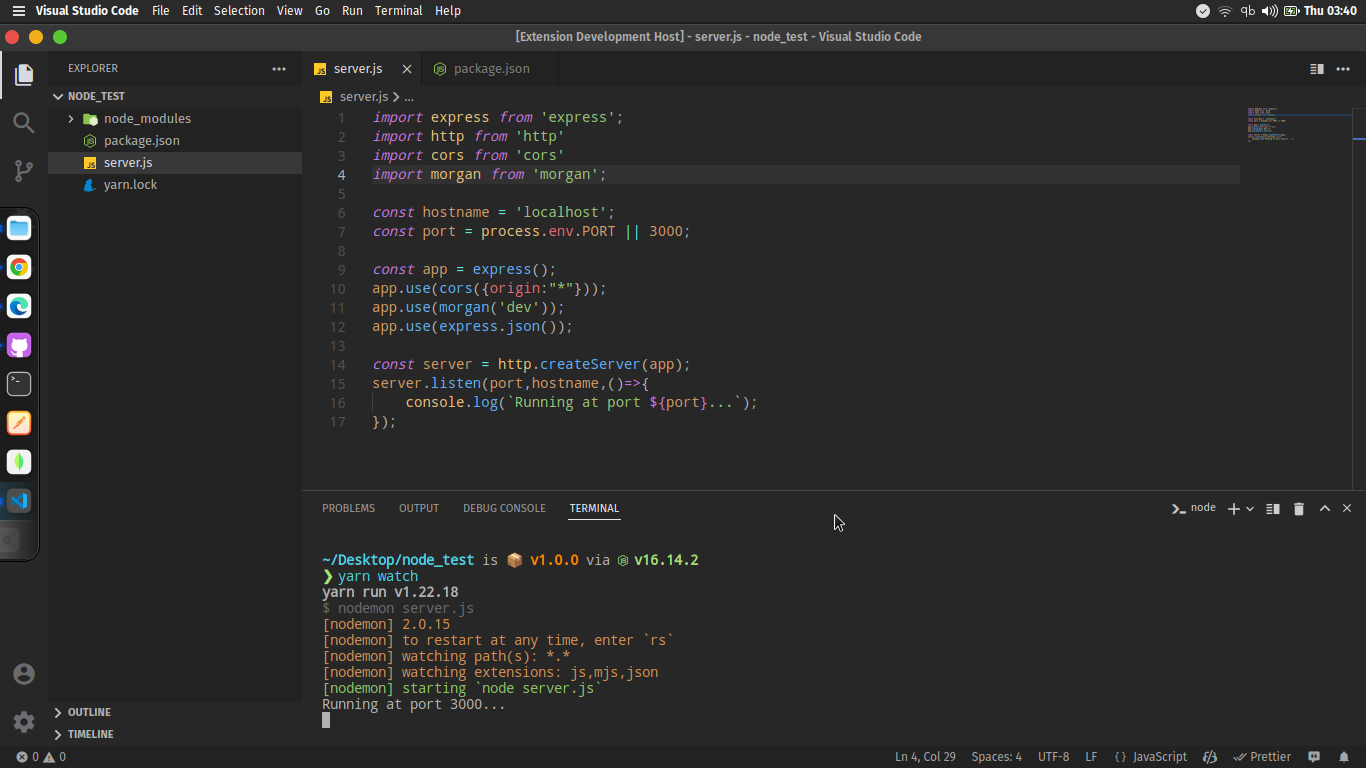 Visual Studio Code File Edit Selection View Go Run Terminal Help Thu 03:40
[Extension Development Host] - server.js - node_test - Visual Studio Code
EXPLORER
NODE_TEST
node_modules
package.json
server.js
yarn.lock
OUTLINE
TIMELINE
JS server.js package.json
JS server.js > ...
1 import express from 'express';
2 import http from 'http'
3 import cors from 'cors'
4 import morgan from 'morgan';
5
6 const hostname = 'localhost';
7 const port = process.env.PORT || 3000;
8
9 const app = express();
10 app.use(cors({origin:"*"}));
11 app.use(morgan('dev'));
12 app.use(express.json());
13
14 const server = http.createServer(app);
15 server.listen(port,hostname,()=>{
16 console.log(`Running at port ${port}...`);
17 });
PROBLEMS OUTPUT DEBUG CONSOLE TERMINAL node
~/Desktop/node_test is 📦 v1.0.0 via v16.14.2
❯ yarn watch
yarn run v1.22.18
$ nodemon server.js
[nodemon] 2.0.15
[nodemon] to restart at any time, enter `rs`
[nodemon] watching path(s): *.*
[nodemon] watching extensions: js,mjs,json
[nodemon] starting `node server.js`
Running at port 3000...
0 0 Ln 4, Col 29 Spaces: 4 UTF-8 LF {} JavaScript Prettier